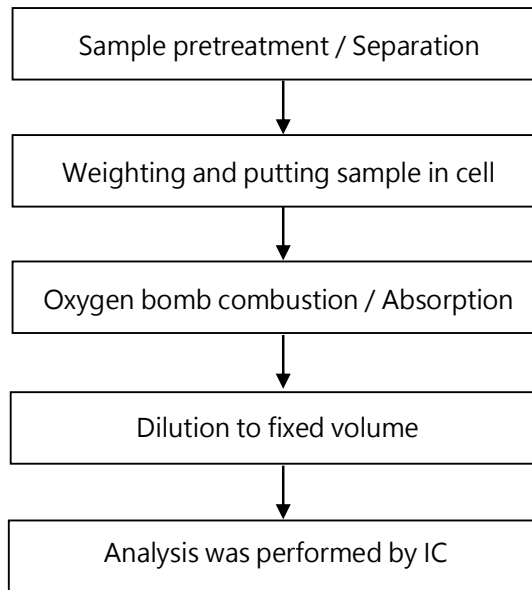 Sample pretreatment / Separation
Weighting and putting sample in cell
Oxygen bomb combustion / Absorption
Dilution to fixed volume
Analysis was performed by IC